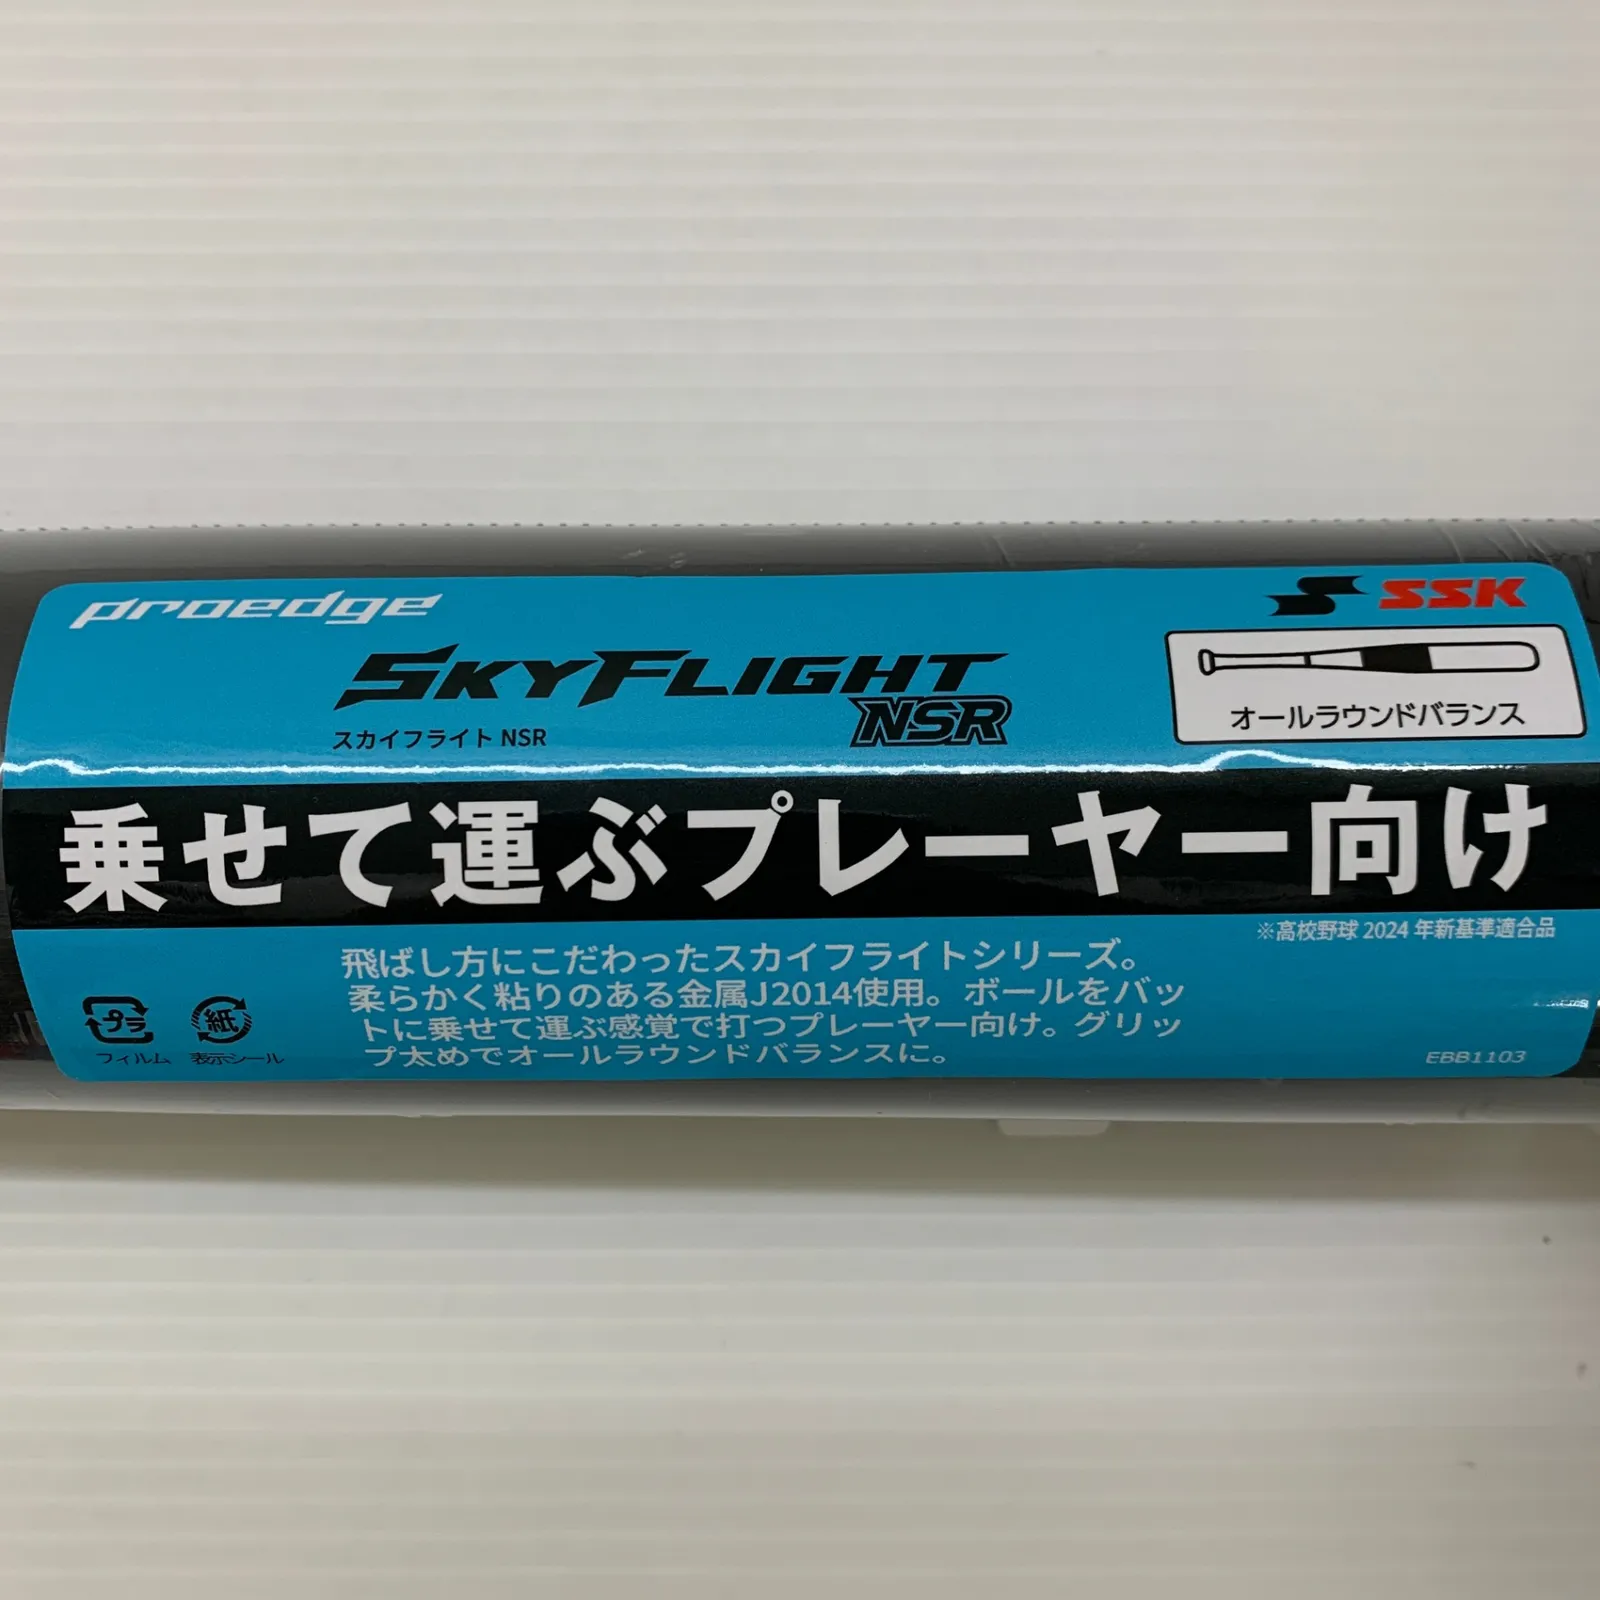 proedge
SSK
SKYFLIGHT
NSR
スカイフライト NSR
オールラウンドバランス
乗せて運ぶプレーヤー向け
※高校野球 2024 年新基準適合品
飛ばし方にこだわったスカイフライトシリーズ。
柔らかく粘りのある金属J2014使用。ボールをバッ
トに乗せて運ぶ感覚で打つプレーヤー向け。グリッ
プ太めでオールラウンドバランスに。
プラ
フィルム
紙
表示シール
EBB1103